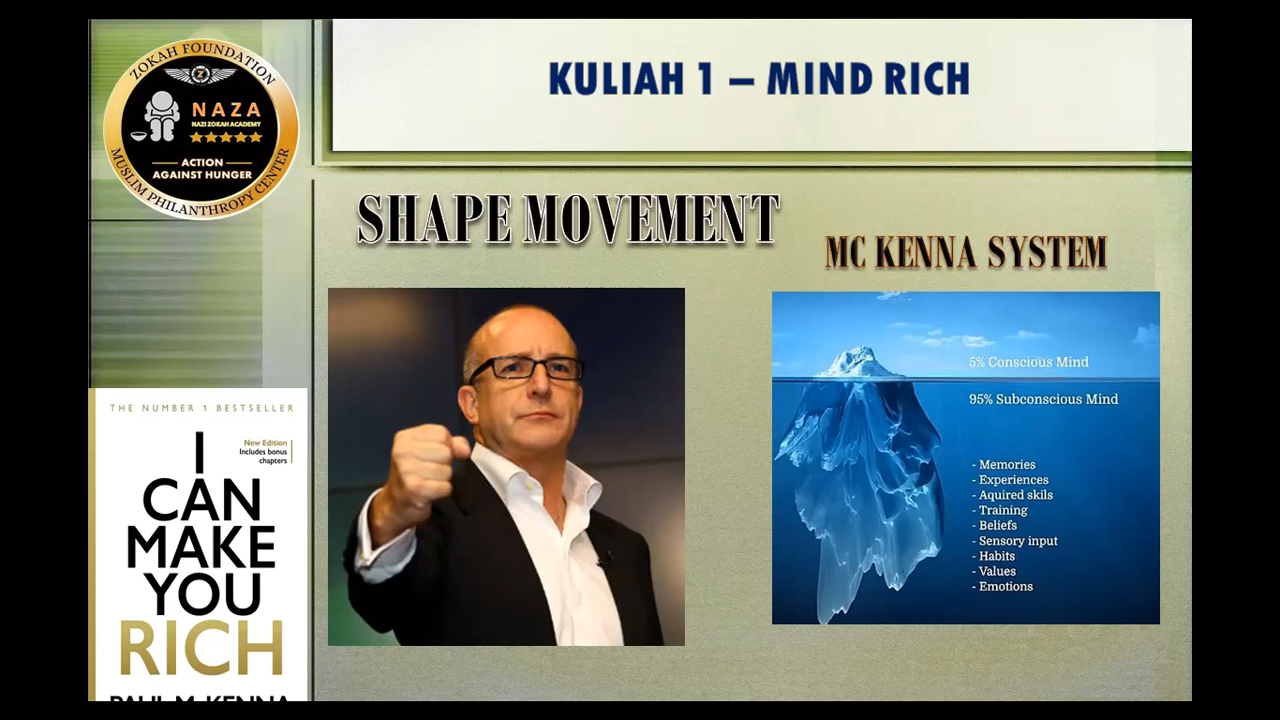 ZOKAH FOUNDATION
Z
NAZA
NAZI ZOKAH ACADEMY
ACTION
AGAINST HUNGER
MUSLIM PHILANTHROPY CENTER
KULIAH 1 – MIND RICH
SHAPE MOVEMENT
MC KENNA SYSTEM
5% Conscious Mind
95% Subconscious Mind
- Memories
- Experiences
- Aquired skils
- Training
- Beliefs
- Sensory input
- Habits
- Values
- Emotions
THE NUMBER 1 BESTSELLER
New Edition
Includes bonus
chapters
I
CAN
MAKE
YOU
RICH
PAUL McKENNA